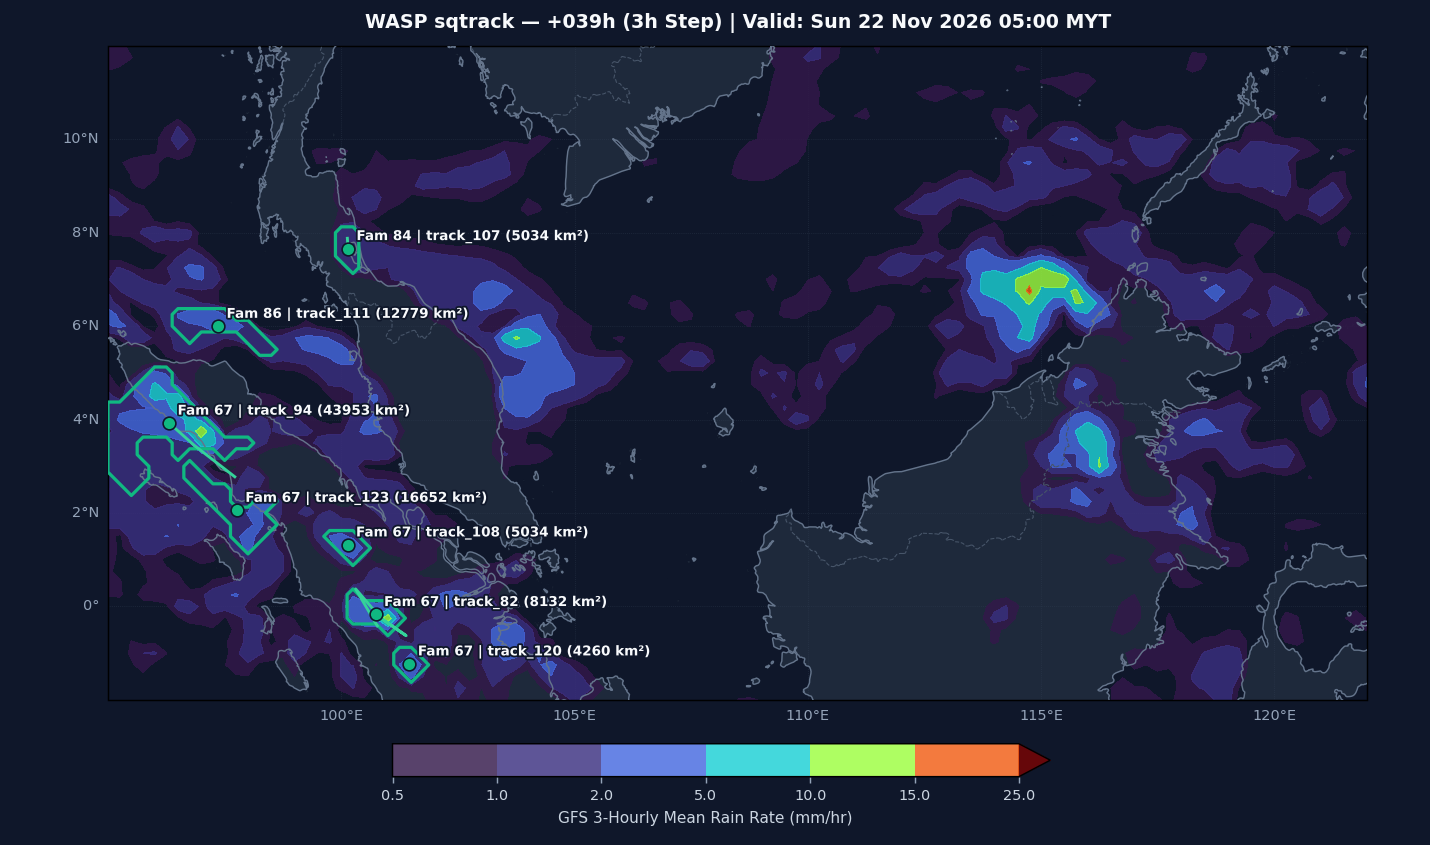 WASP sqtrack — +039h (3h Step) | Valid: Sun 22 Nov 2026 05:00 MYT
10°N
8°N
6°N
4°N
2°N
0°
Fam 84 | track_107 (5034 km²)
Fam 86 | track_111 (12779 km²)
Fam 67 | track_94 (43953 km²)
Fam 67 | track_123 (16652 km²)
Fam 67 | track_108 (5034 km²)
Fam 67 | track_82 (8132 km²)
Fam 67 | track_120 (4260 km²)
100°E 105°E 110°E 115°E 120°E
0.5 1.0 2.0 5.0 10.0 15.0 25.0
GFS 3-Hourly Mean Rain Rate (mm/hr)